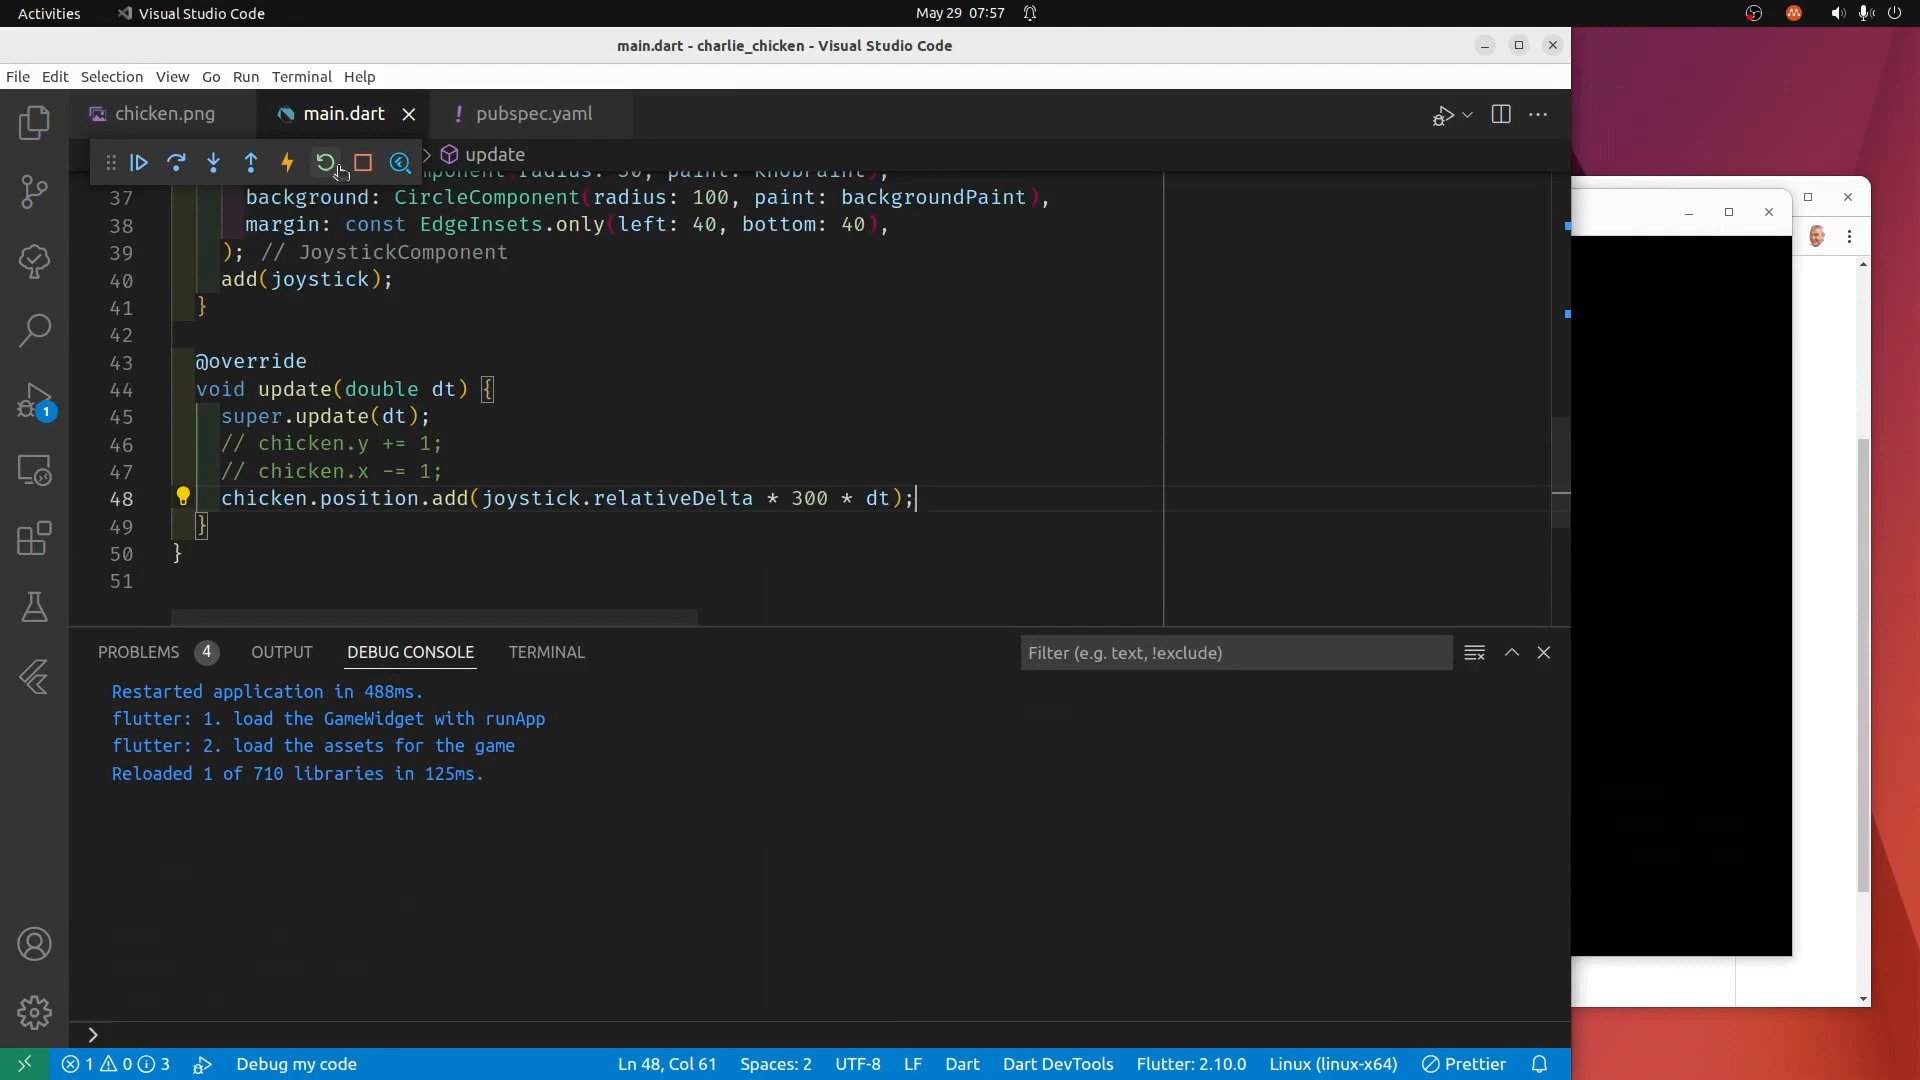 Activities
Visual Studio Code
May 29 07:57
main.dart - charlie_chicken - Visual Studio Code
File Edit Selection View Go Run Terminal Help
chicken.png
main.dart
pubspec.yaml
update
37 background: CircleComponent(radius: 100, paint: backgroundPaint),
38 margin: const EdgeInsets.only(left: 40, bottom: 40),
39 ); // JoystickComponent
40 add(joystick);
41 }
42
43 @override
44 void update(double dt) {
45 super.update(dt);
46 // chicken.y += 1;
47 // chicken.x -= 1;
48 chicken.position.add(joystick.relativeDelta * 300 * dt);
49 }
50 }
51
1
PROBLEMS 4 OUTPUT DEBUG CONSOLE TERMINAL
Filter (e.g. text, !exclude)
Restarted application in 488ms.
flutter: 1. load the GameWidget with runApp
flutter: 2. load the assets for the game
Reloaded 1 of 710 libraries in 125ms.
1 0 3 Debug my code
Ln 48, Col 61 Spaces: 2 UTF-8 LF Dart Dart DevTools Flutter: 2.10.0 Linux (linux-x64) Prettier